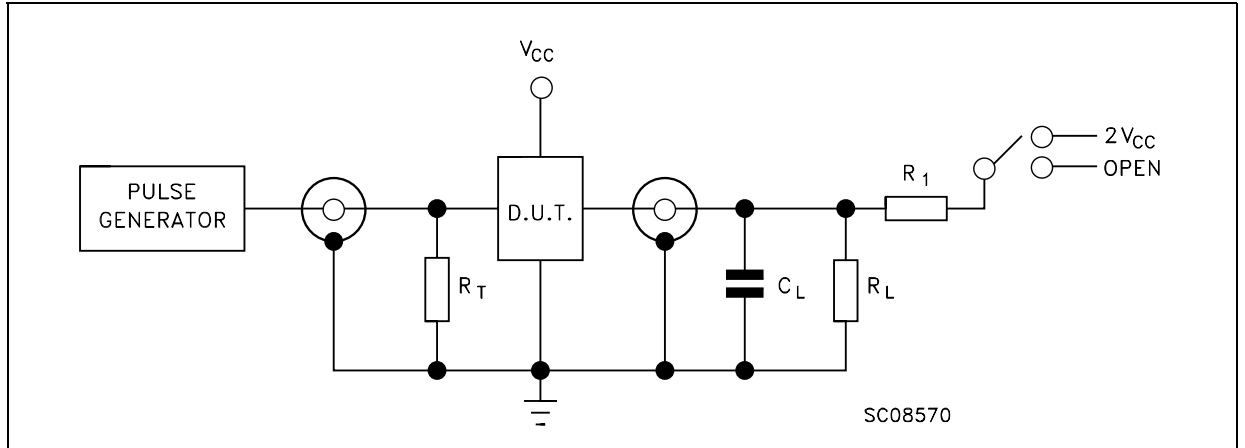 VCC
2VCC
OPEN
R1
PULSE
GENERATOR
D.U.T.
RT
CL
RL
SC08570